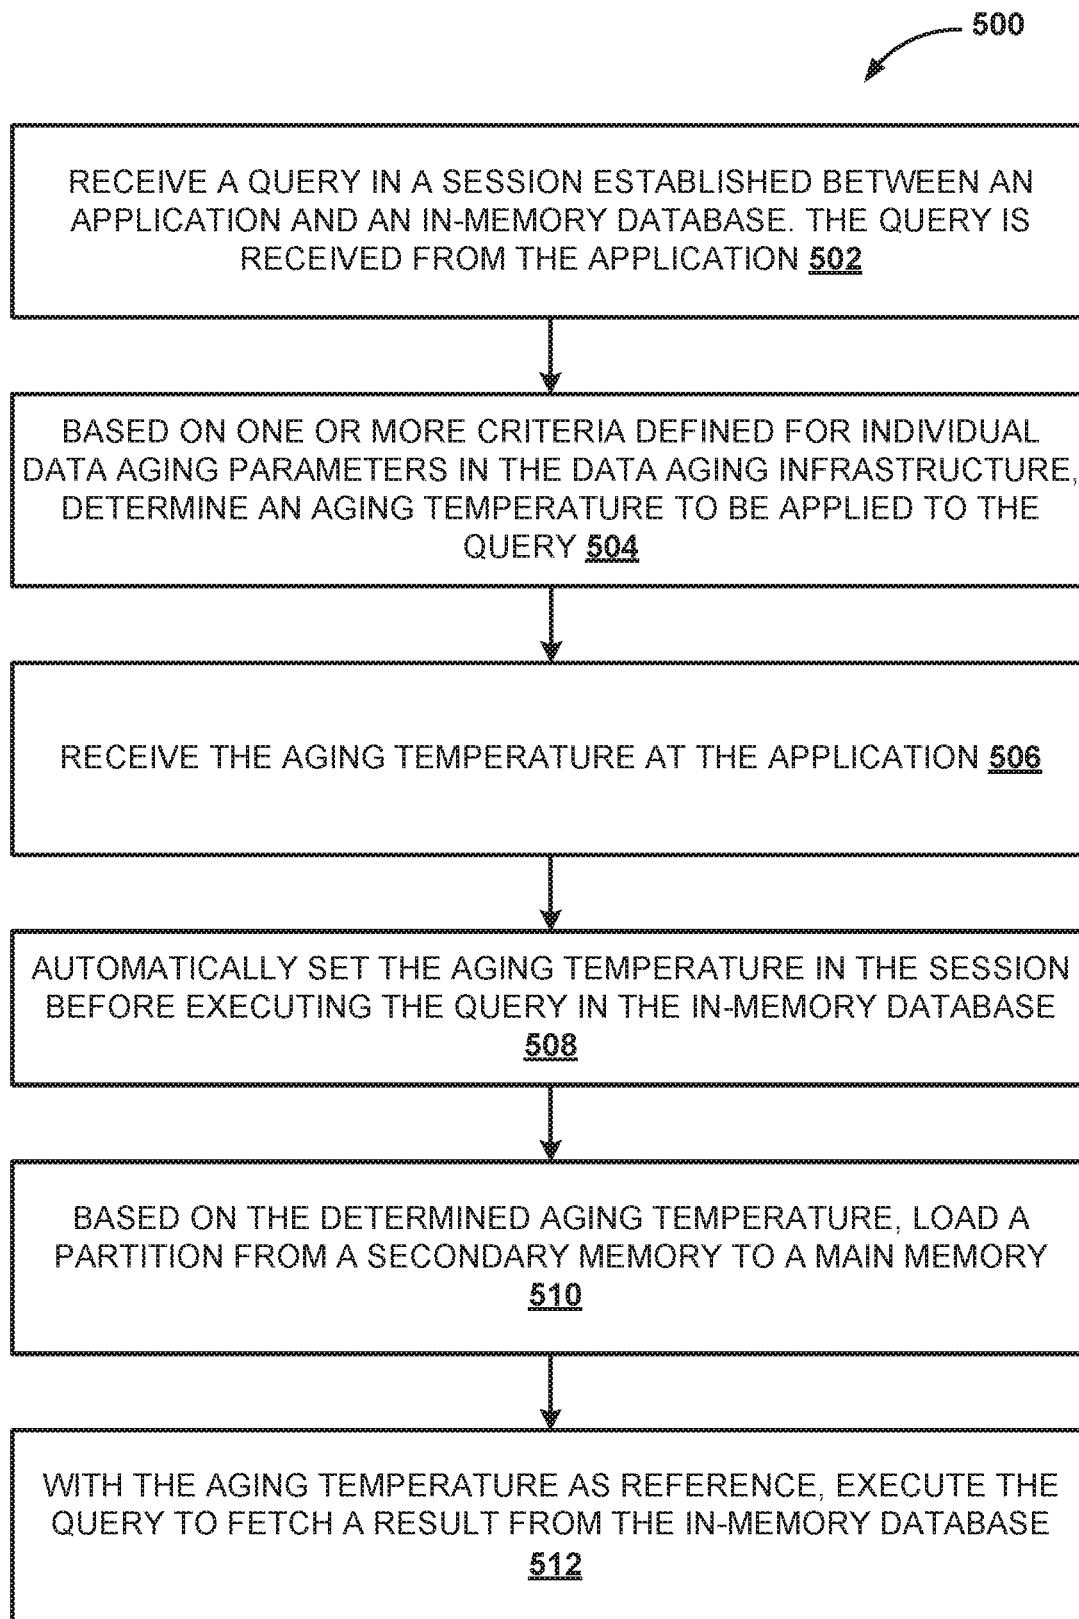 500
RECEIVE A QUERY IN A SESSION ESTABLISHED BETWEEN AN
APPLICATION AND AN IN-MEMORY DATABASE. THE QUERY IS
RECEIVED FROM THE APPLICATION 502
BASED ON ONE OR MORE CRITERIA DEFINED FOR INDIVIDUAL
DATA AGING PARAMETERS IN THE DATA AGING INFRASTRUCTURE,
DETERMINE AN AGING TEMPERATURE TO BE APPLIED TO THE
QUERY 504
RECEIVE THE AGING TEMPERATURE AT THE APPLICATION 506
AUTOMATICALLY SET THE AGING TEMPERATURE IN THE SESSION
BEFORE EXECUTING THE QUERY IN THE IN-MEMORY DATABASE
508
BASED ON THE DETERMINED AGING TEMPERATURE, LOAD A
PARTITION FROM A SECONDARY MEMORY TO A MAIN MEMORY
510
WITH THE AGING TEMPERATURE AS REFERENCE, EXECUTE THE
QUERY TO FETCH A RESULT FROM THE IN-MEMORY DATABASE
512